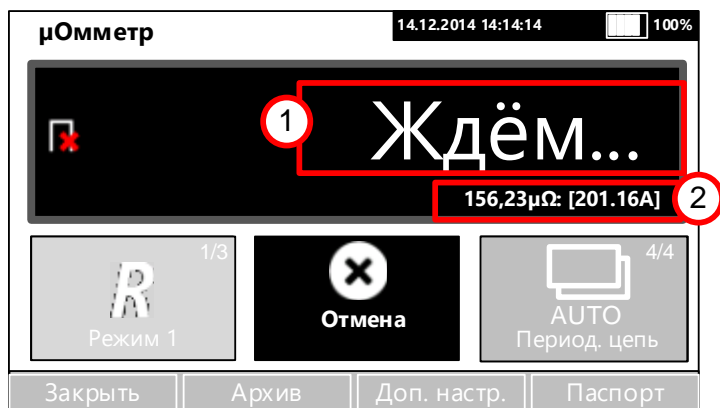 µОмметр
14.12.2014 14:14:14
100%
1
Ждём...
156,23µΩ: [201.16A]
2
1/3
R
Режим 1
Отмена
4/4
AUTO
Период. цепь
Закрыть
Архив
Доп. настр.
Паспорт